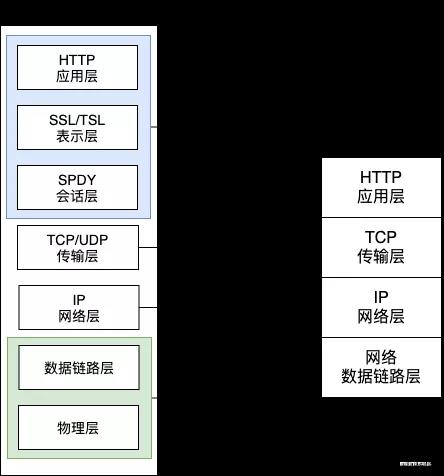 HTTP
应用层
SSL/TSL
表示层
SPDY
会话层
TCP/UDP
传输层
IP
网络层
数据链路层
物理层
HTTP
应用层
TCP
传输层
IP
网络层
网络
数据链路层